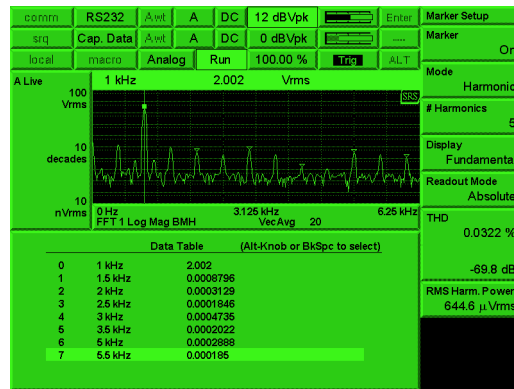 comm RS232 Awt A DC 12 dBVpk Enter
srq Cap. Data Awt A DC 0 dBVpk ----
local macro Analog Run 100.00 % Trig ALT
A Live 1 kHz 2.002 Vrms
100
Vrms
SRS
10
decades
10
nVrms
0 Hz 3.125 kHz 6.25 kHz
FFT 1 Log Mag BMH VecAvg 20
Data Table (Alt-Knob or BkSpc to select)
0 1 kHz 2.002
1 1.5 kHz 0.0008796
2 2 kHz 0.0003129
3 2.5 kHz 0.0001846
4 3 kHz 0.0004735
5 3.5 kHz 0.0002022
6 5 kHz 0.0002888
7 5.5 kHz 0.000185
Marker Setup
Marker
On
Mode
Harmonic
# Harmonics
5
Display
Fundamenta
Readout Mode
Absolute
THD
0.0322 %
-69.8 dB
RMS Harm. Power
644.6 µVrms